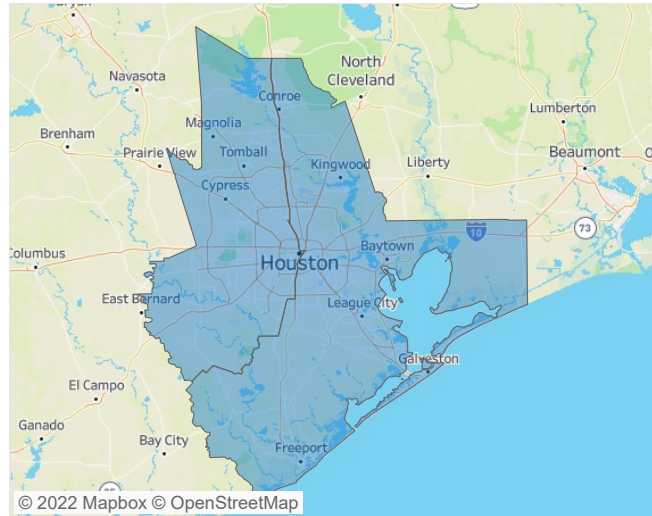 Bryan
North
Cleveland
Navasota
Conroe
Lumberton
Magnolia
Brenham
Prairie View
Tomball
Kingwood
Liberty
Beaumont
Cypress
73
10
Columbus
Houston
Baytown
East Bernard
League City
Galveston
El Campo
Ganado
Bay City
Freeport
© 2022 Mapbox © OpenStreetMap